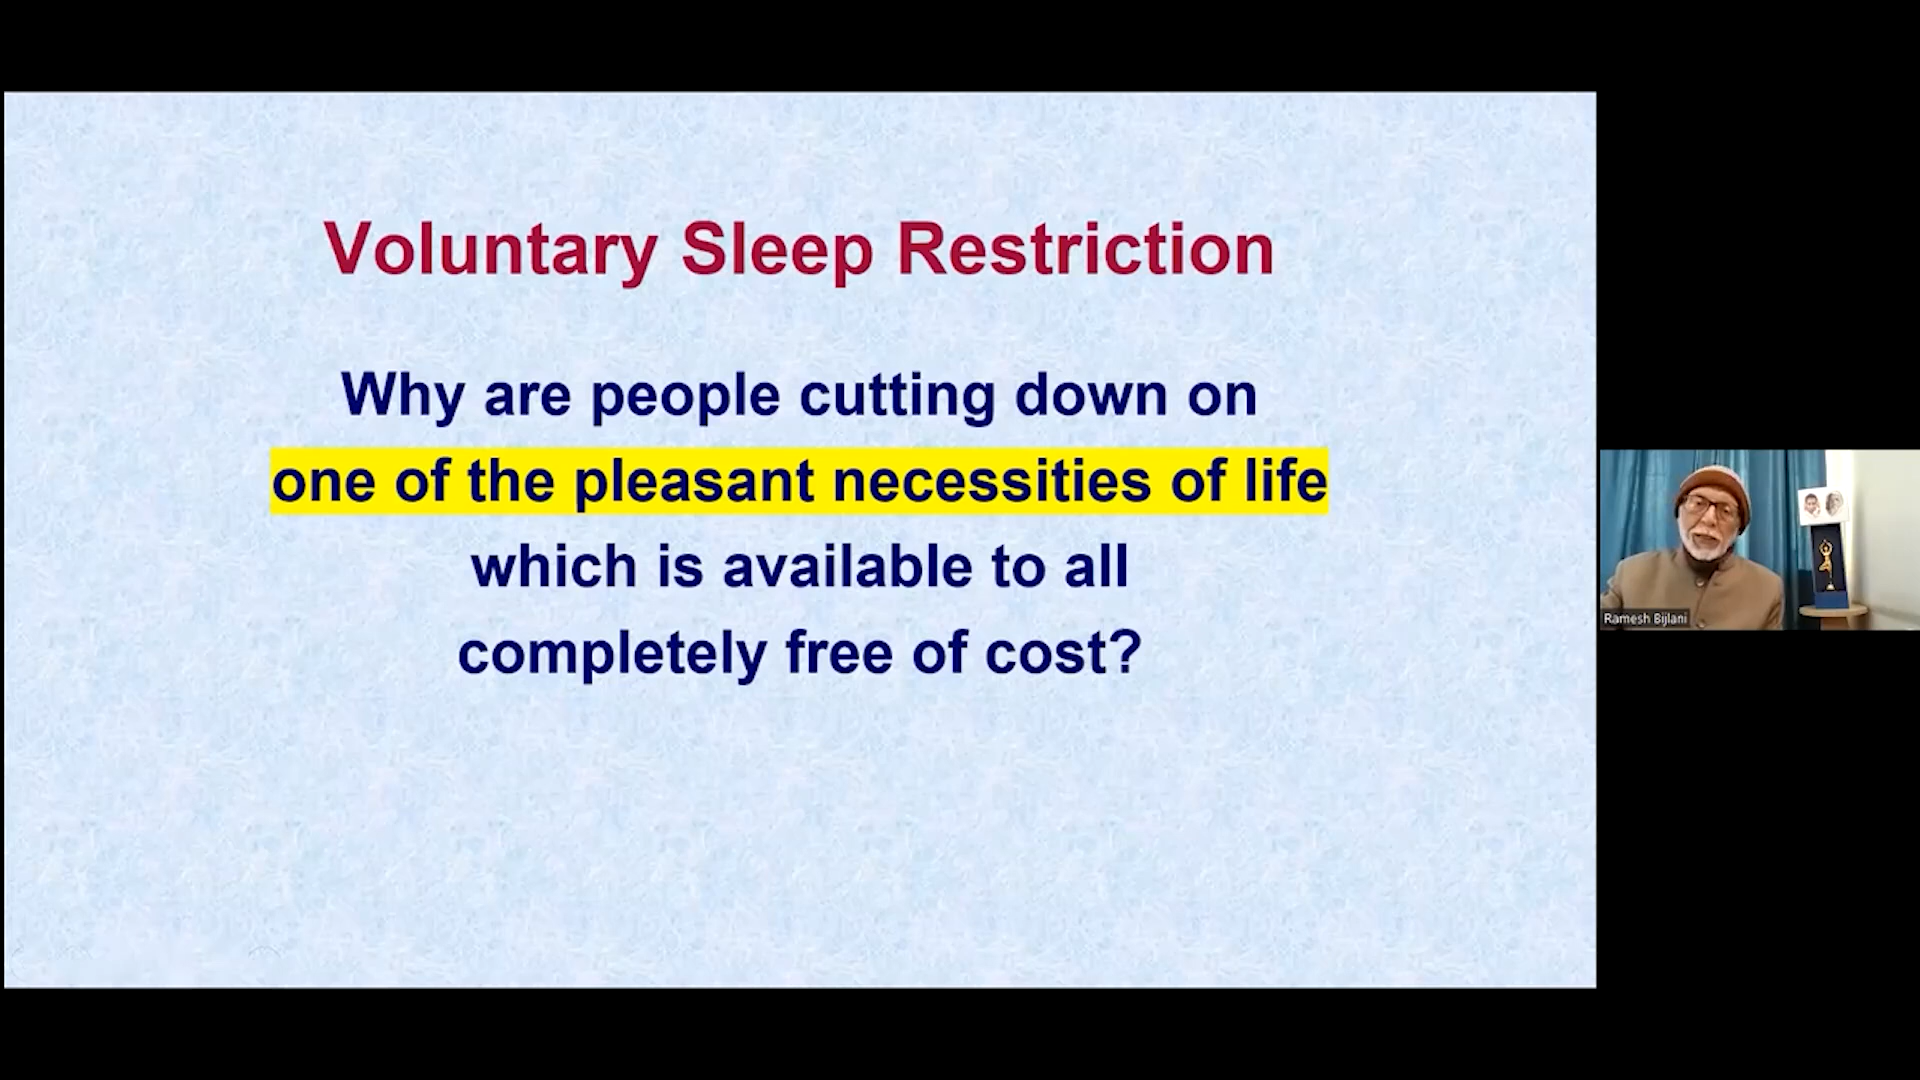 Voluntary Sleep Restriction
Why are people cutting down on
one of the pleasant necessities of life
which is available to all
completely free of cost?
Ramesh Bijlani